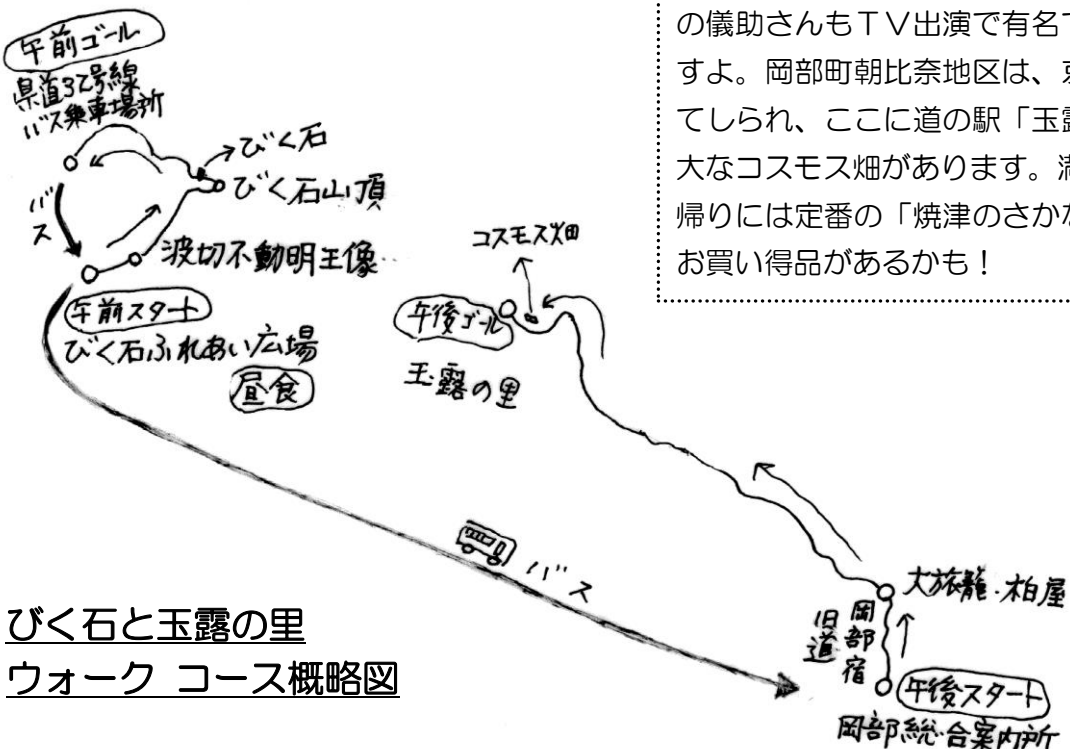 の儀助さんもTV出演で有名で
すよ。岡部町朝比奈地区は、
てしられ、ここに道の駅「玉露
大なコスモス畑があります。
帰りには定番の「焼津のさかな
お買い得品があるかも！
午前ゴール
県道32号線
バス乗車場所
びく石
びく石山頂
バス
波切不動明王像
午前スタート
びく石ふれあい広場
昼食
コスモス畑
午後ゴール
玉露の里
バス
大旅籠・柏屋
岡部宿
旧道
午後スタート
岡部総合案内所
びく石と玉露の里
ウォーク コース概略図